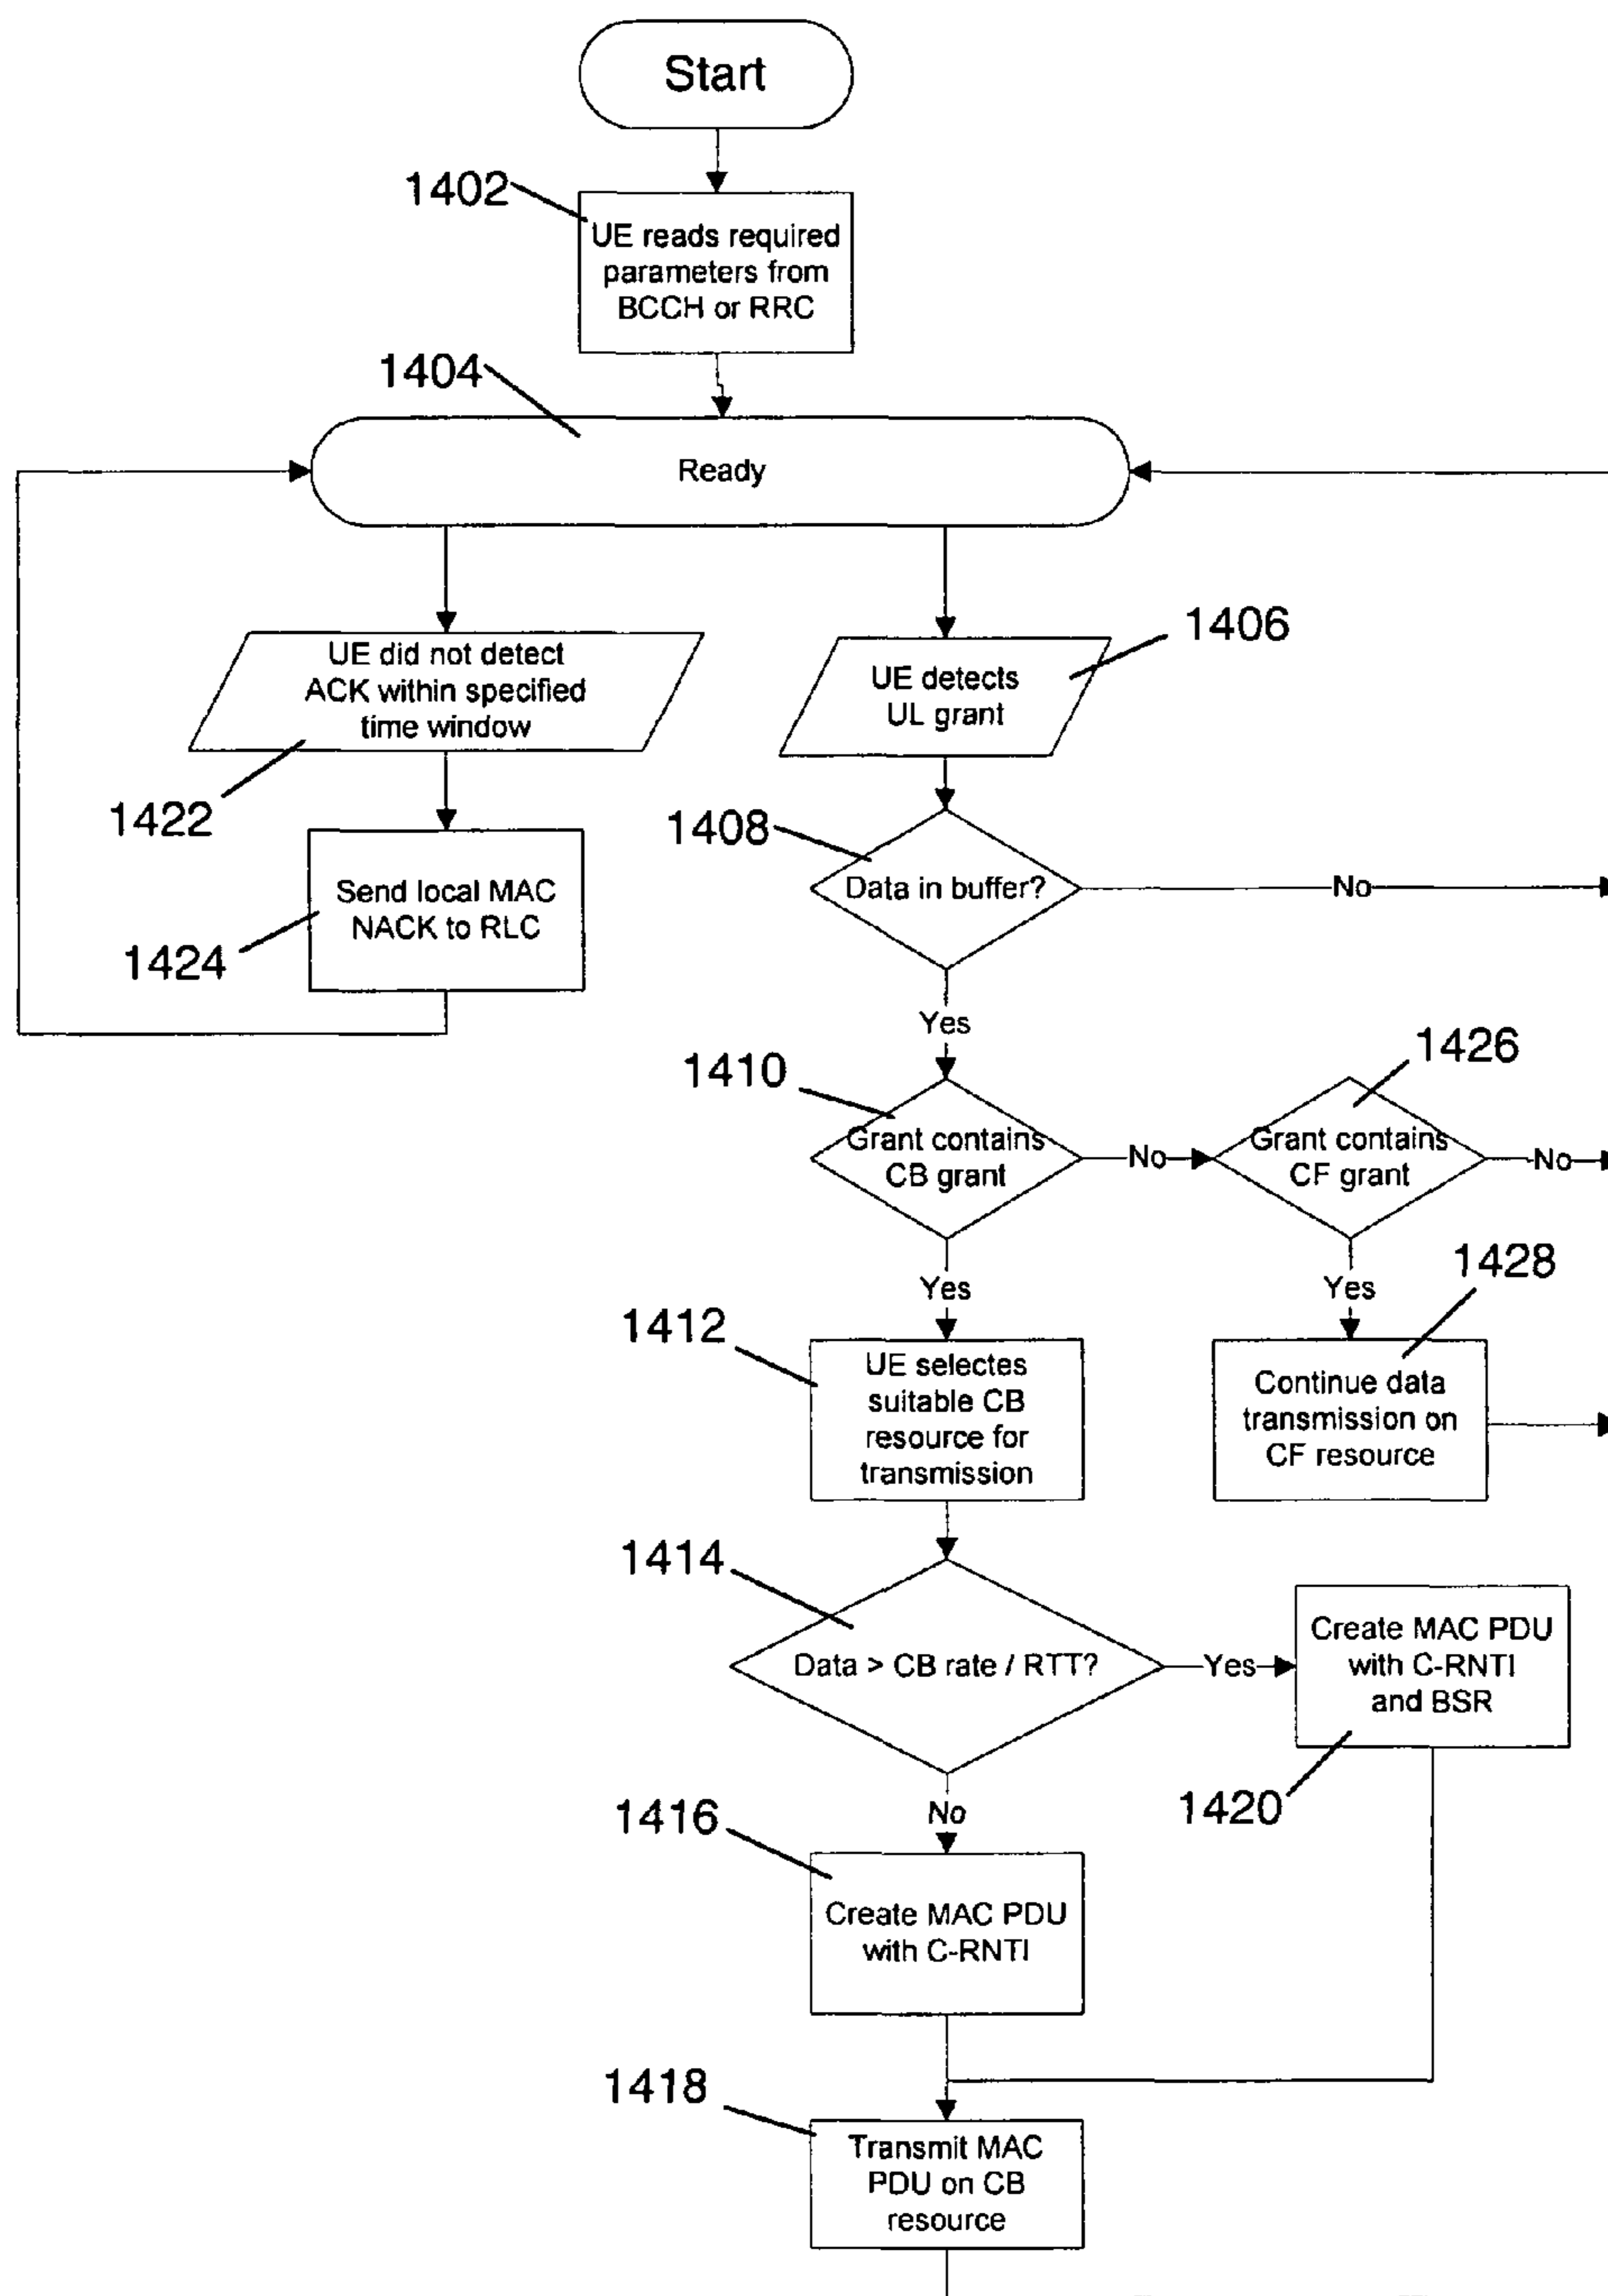 Start
1402
UE reads required
parameters from
BCCH or RRC
1404
Ready
UE did not detect
ACK within specified
time window
1422
Send local MAC
NACK to RLC
1424
1406
UE detects
UL grant
1408
Data in buffer?
No
Yes
1410
Grant contains
CB grant
No
1426
Grant contains
CF grant
No
Yes
Yes
1428
Continue data
transmission on
CF resource
1412
UE selectes
suitable CB
resource for
transmission
1414
Data > CB rate / RTT?
Yes
Create MAC PDU
with C-RNTI
and BSR
1420
No
1416
Create MAC PDU
with C-RNTI
1418
Transmit MAC
PDU on CB
resource